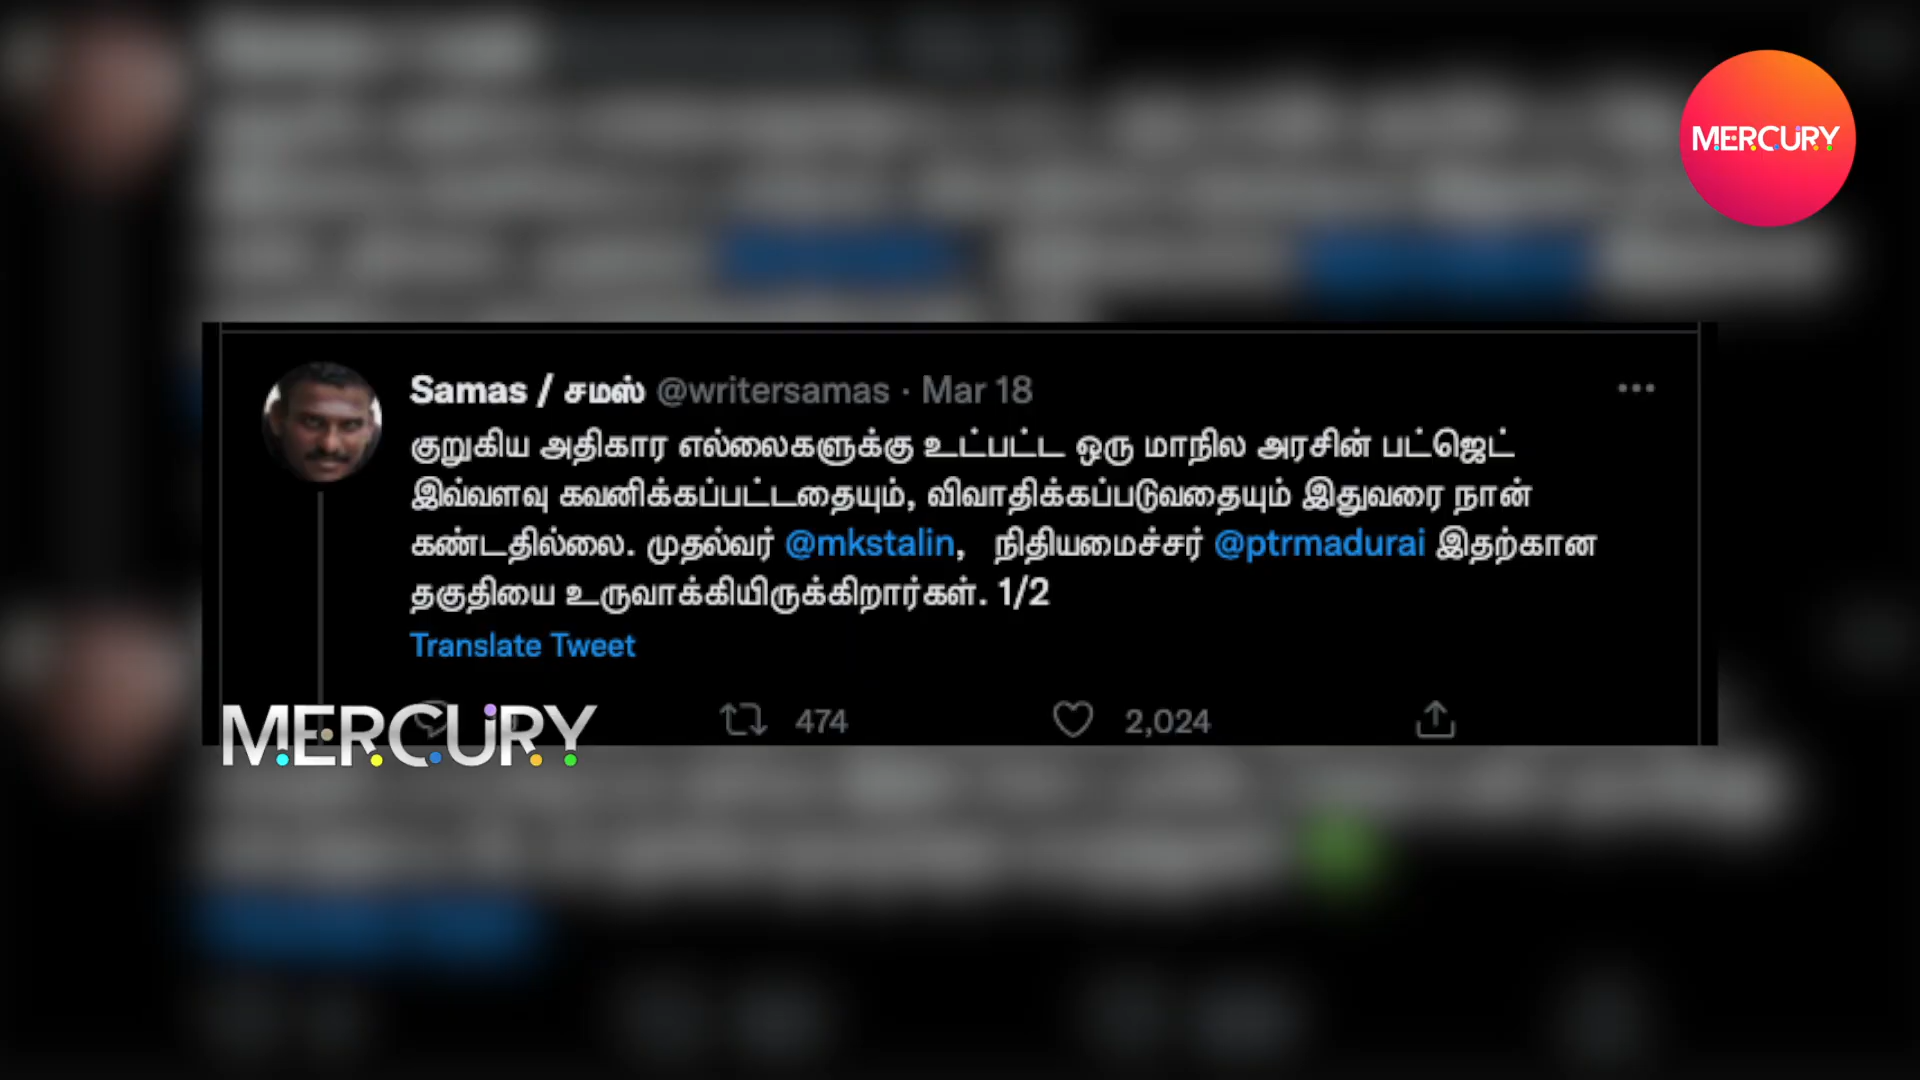 MERCURY
Samas / சமஸ் @writersamas · Mar 18
குறுகிய அதிகார எல்லைகளுக்கு உட்பட்ட ஒரு மாநில அரசின் பட்ஜெட்
இவ்வளவு கவனிக்கப்பட்டதையும், விவாதிக்கப்படுவதையும் இதுவரை நான்
கண்டதில்லை. முதல்வர் @mkstalin, நிதியமைச்சர் @ptrmadurai இதற்கான
தகுதியை உருவாக்கியிருக்கிறார்கள். 1/2
Translate Tweet
474 2,024
MERCURY